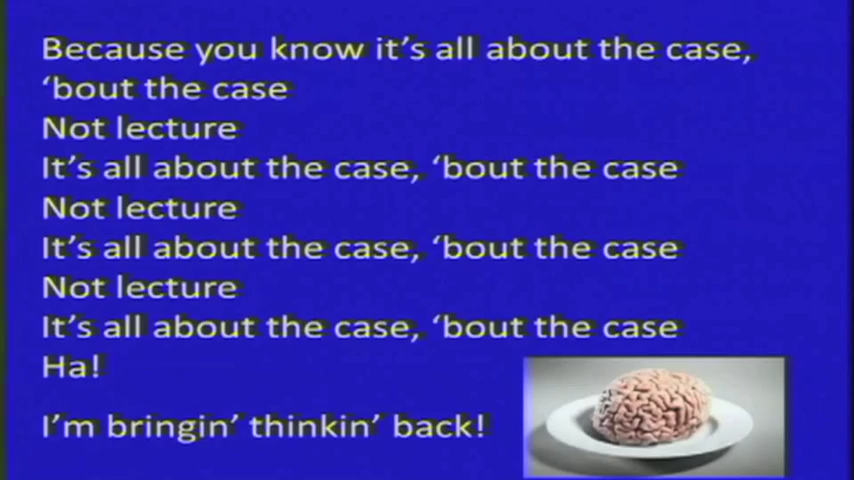 Because you know it’s all about the case,
‘bout the case
Not lecture
It’s all about the case, ‘bout the case
Not lecture
It’s all about the case, ‘bout the case
Not lecture
It’s all about the case, ‘bout the case
Ha!
I’m bringin’ thinkin’ back!